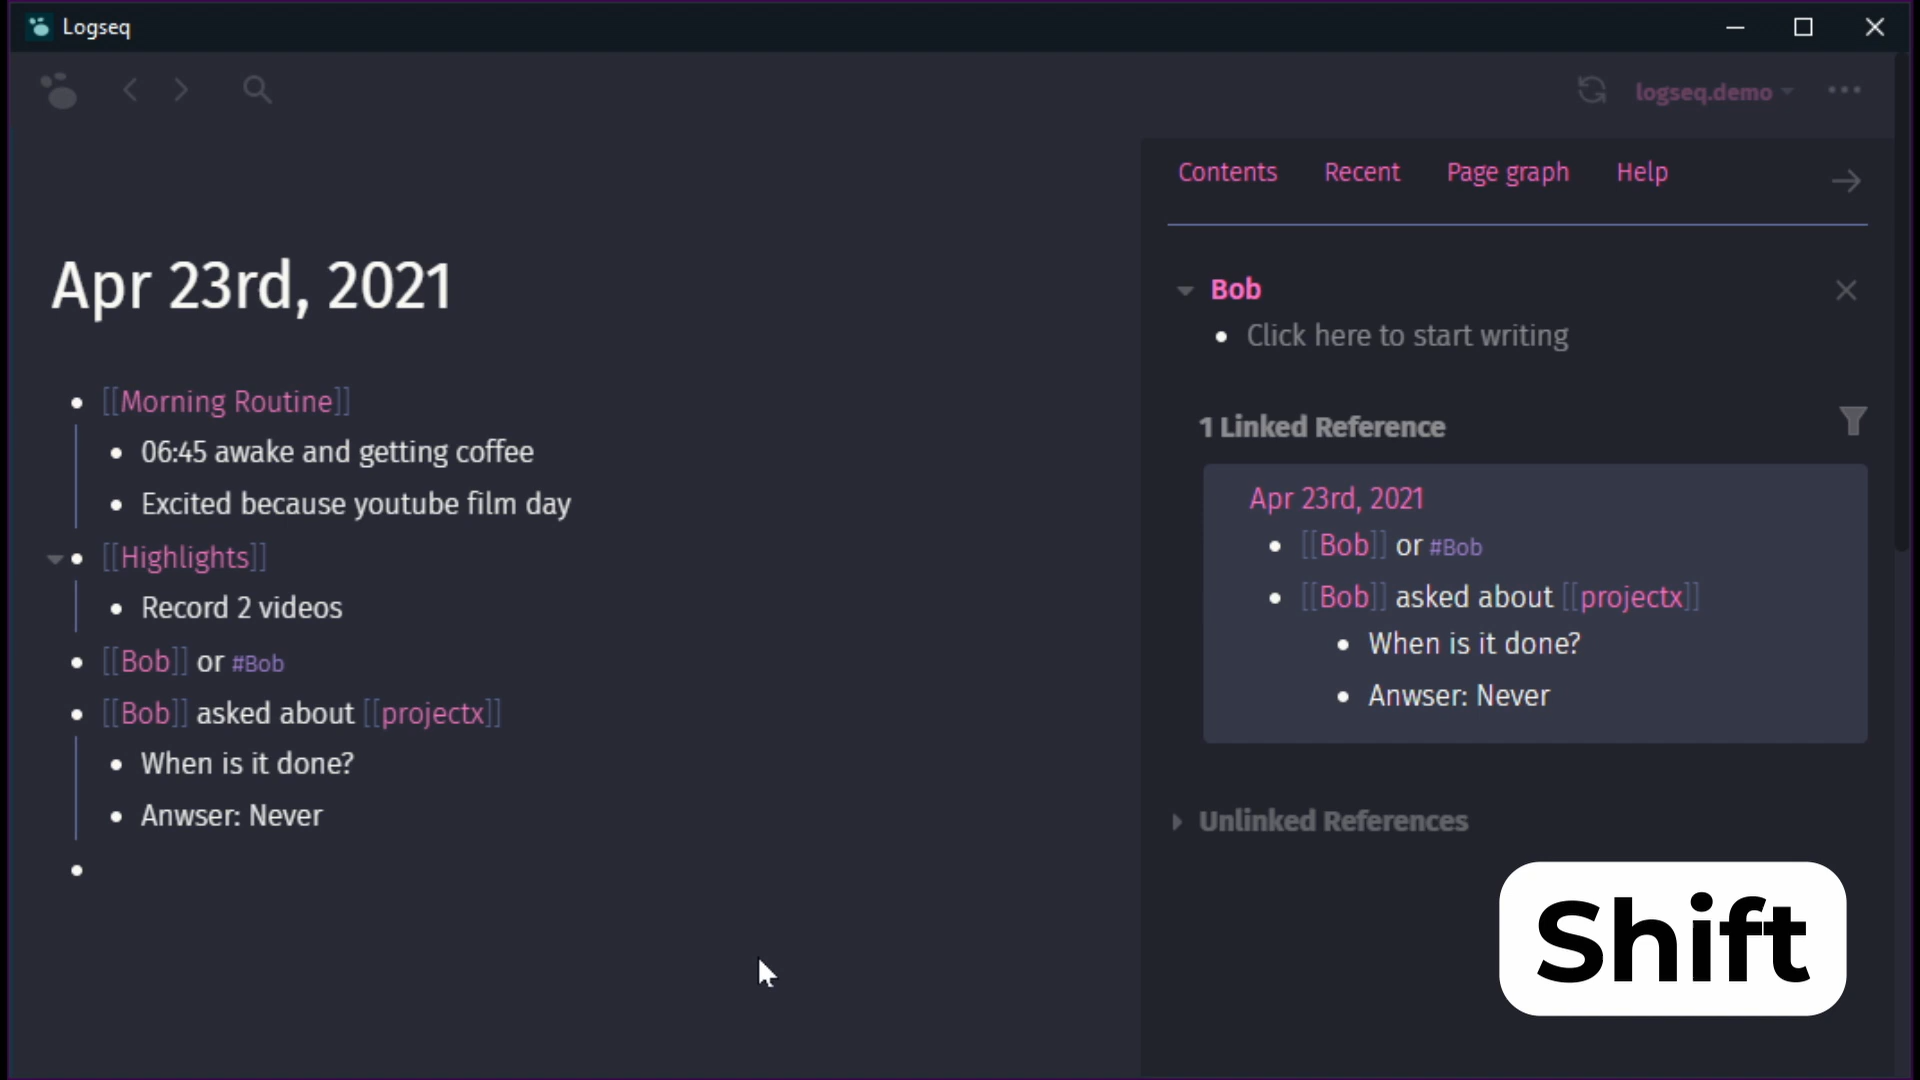 Logseq
logseq.demo
Contents Recent Page graph Help
Apr 23rd, 2021
[[Morning Routine]]
06:45 awake and getting coffee
Excited because youtube film day
[[Highlights]]
Record 2 videos
[[Bob]] or #Bob
[[Bob]] asked about [[projectx]]
When is it done?
Anwser: Never
Bob
Click here to start writing
1 Linked Reference
Apr 23rd, 2021
[[Bob]] or #Bob
[[Bob]] asked about [[projectx]]
When is it done?
Anwser: Never
Unlinked References
Shift